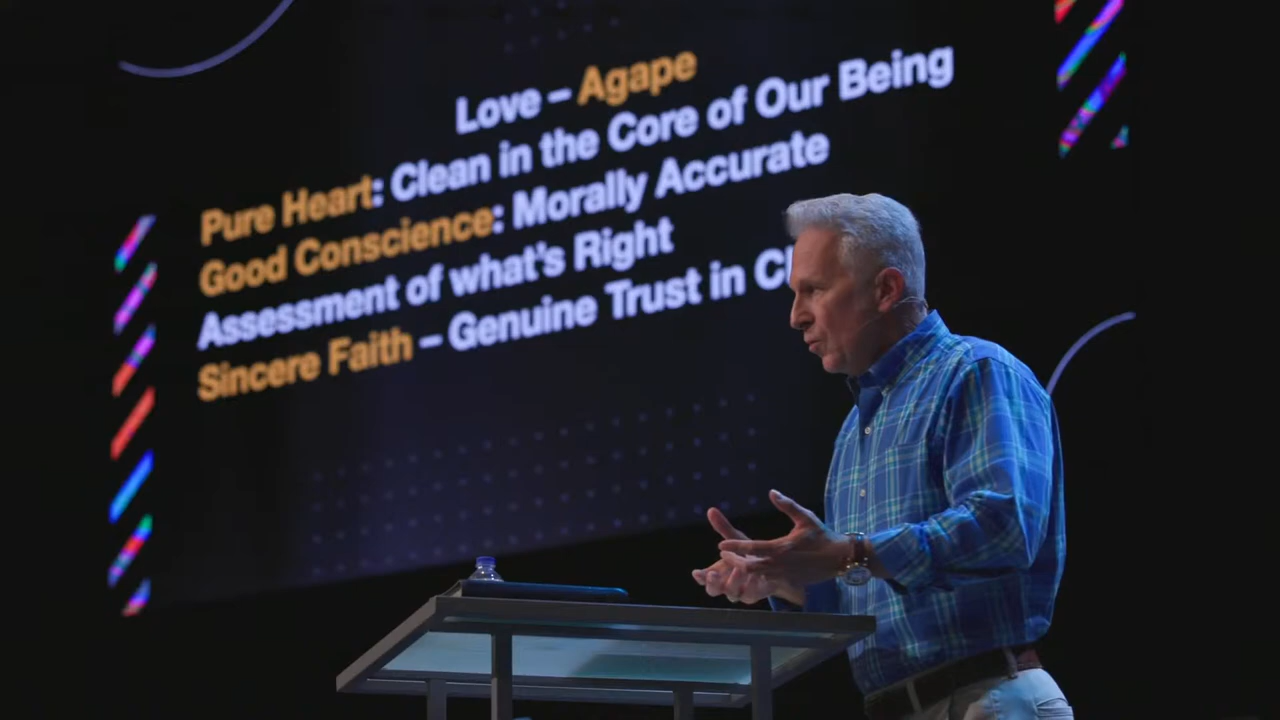 Love – Agape
Pure Heart: Clean in the Core of Our Being
Good Conscience: Morally Accurate
Assessment of what's Right
Sincere Faith – Genuine Trust in